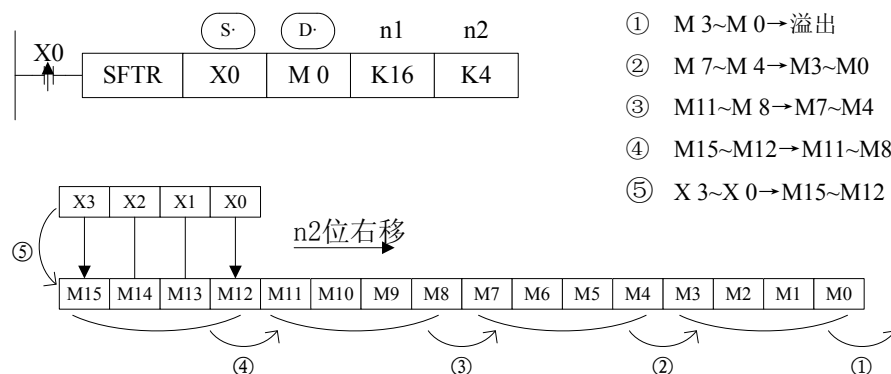 S· D· n1 n2
X0
SFTR X0 M 0 K16 K4
① M 3~M 0→溢出
② M 7~M 4→M3~M0
③ M11~M 8→M7~M4
④ M15~M12→M11~M8
⑤ X 3~X 0→M15~M12
X3 X2 X1 X0
⑤
n2位右移
M15 M14 M13 M12 M11 M10 M9 M8 M7 M6 M5 M4 M3 M2 M1 M0
④ ③ ② ①